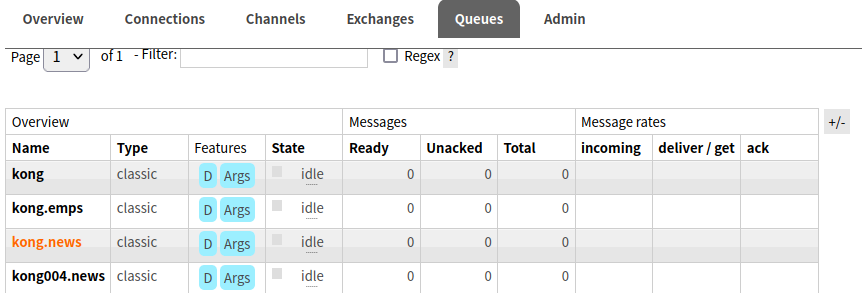 Overview Connections Channels Exchanges Queues Admin
Page 1 of 1 - Filter: Regex ?
Overview Messages Message rates +/-
Name Type Features State Ready Unacked Total incoming deliver / get ack
kong classic D Args idle 0 0 0
kong.emps classic D Args idle 0 0 0
kong.news classic D Args idle 0 0 0
kong004.news classic D Args idle 0 0 0